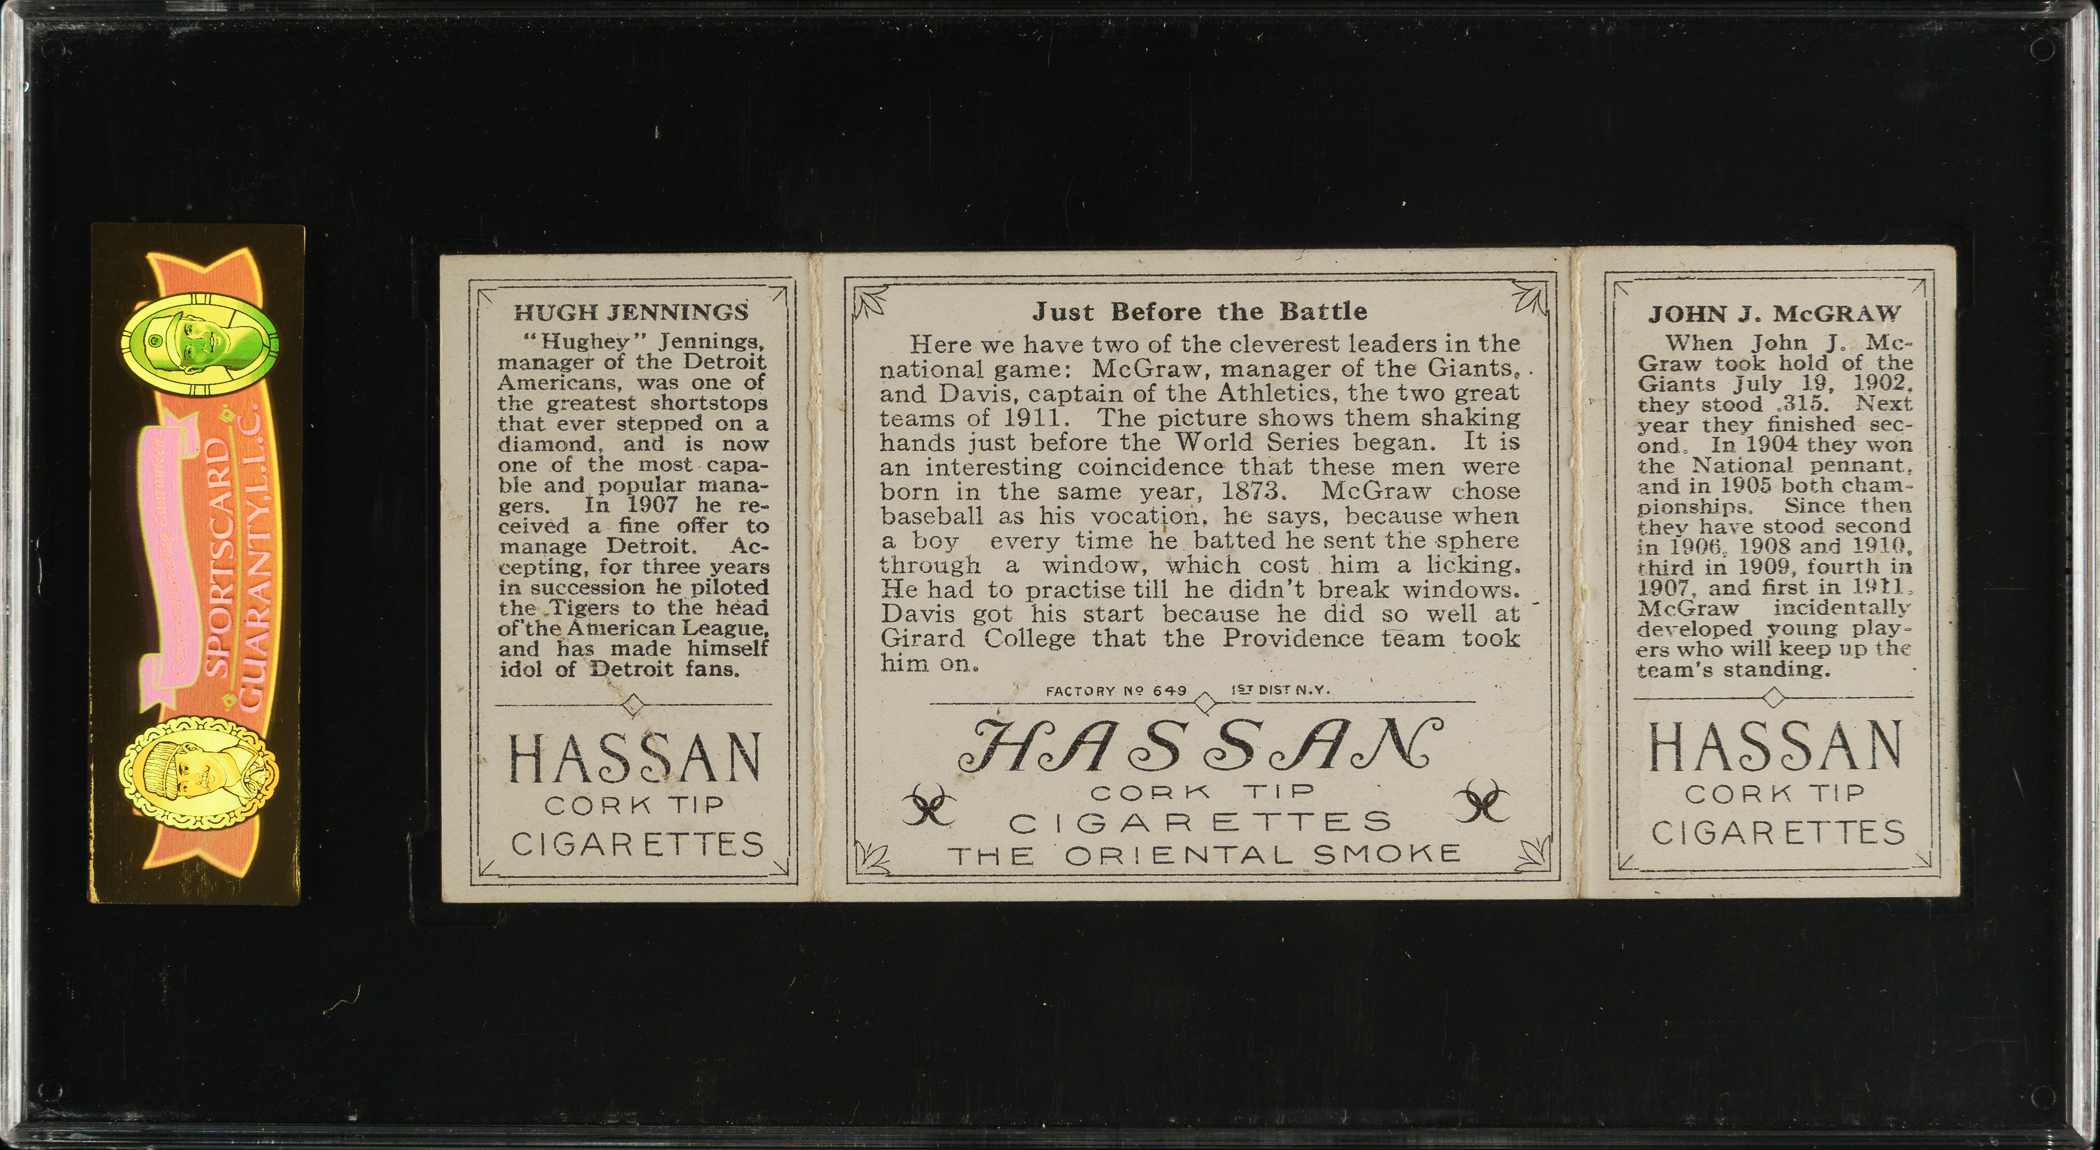 SPORTSCARD
GUARANTY, L.L.C.
HUGH JENNINGS
"Hughey" Jennings,
manager of the Detroit
Americans, was one of
the greatest shortstops
that ever stepped on a
diamond, and is now
one of the most capa-
ble and popular mana-
gers. In 1907 he re-
ceived a fine offer to
manage Detroit. Ac-
cepting, for three years
in succession he piloted
the Tigers to the head
of the American League,
and has made himself
idol of Detroit fans.
HASSAN
CORK TIP
CIGARETTES
Just Before the Battle
Here we have two of the cleverest leaders in the
national game: McGraw, manager of the Giants,
and Davis, captain of the Athletics, the two great
teams of 1911. The picture shows them shaking
hands just before the World Series began. It is
an interesting coincidence that these men were
born in the same year, 1873. McGraw chose
baseball as his vocation, he says, because when
a boy every time he batted he sent the sphere
through a window, which cost him a licking.
He had to practise till he didn't break windows.
Davis got his start because he did so well at
Girard College that the Providence team took
him on.
FACTORY Nº 649 1ST DIST N.Y.
HASSAN
CORK TIP
CIGARETTES
THE ORIENTAL SMOKE
JOHN J. McGRAW
When John J. Mc-
Graw took hold of the
Giants July 19, 1902,
they stood .315. Next
year they finished sec-
ond. In 1904 they won
the National pennant,
and in 1905 both cham-
pionships. Since then
they have stood second
in 1906, 1908 and 1910,
third in 1909, fourth in
1907, and first in 1911.
McGraw incidentally
developed young play-
ers who will keep up the
team's standing.
HASSAN
CORK TIP
CIGARETTES